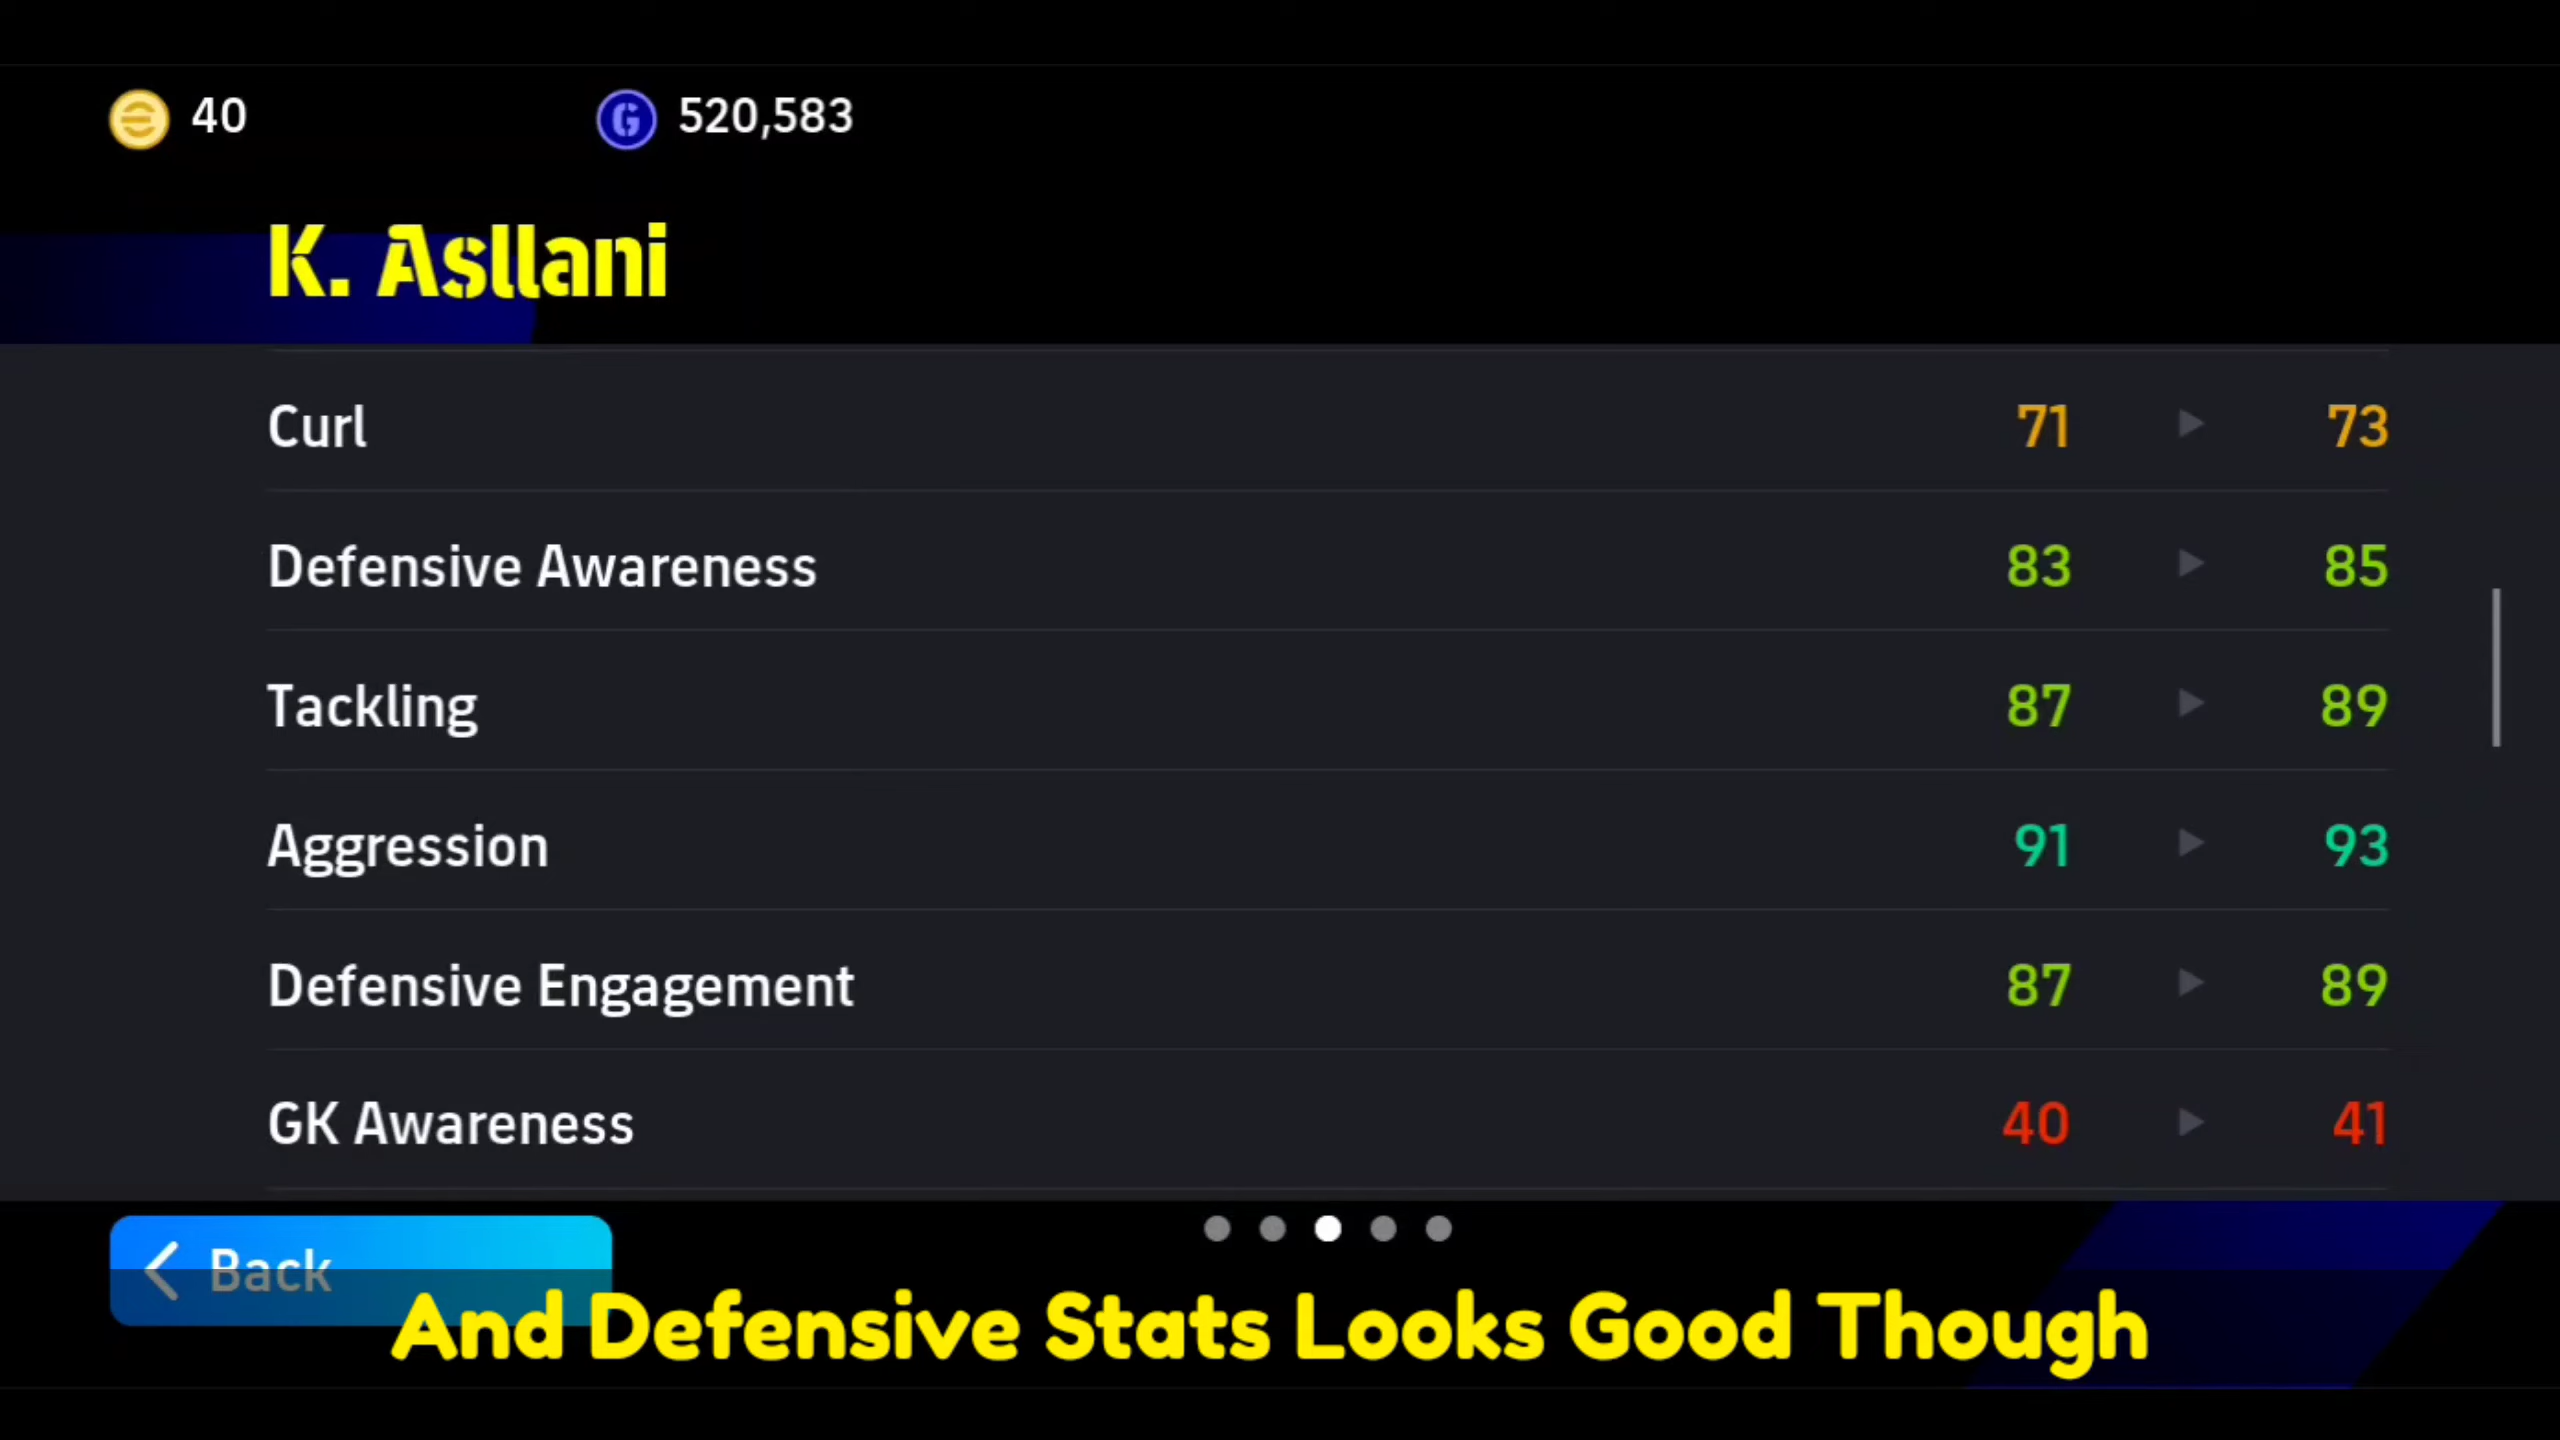 40 520,583
K. Asllani
Curl 71 73
Defensive Awareness 83 85
Tackling 87 89
Aggression 91 93
Defensive Engagement 87 89
GK Awareness 40 41
Back
And Defensive Stats Looks Good Though